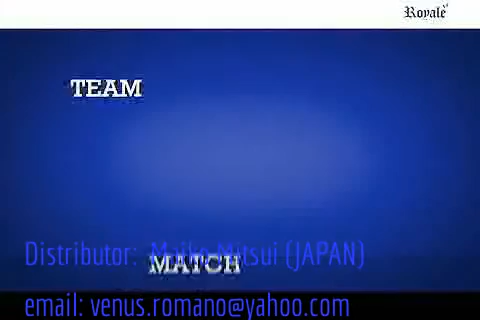 Royale
TEAM
Distributor: Maiko Mitsui (JAPAN)
MATCH
email: venus.romano@yahoo.com